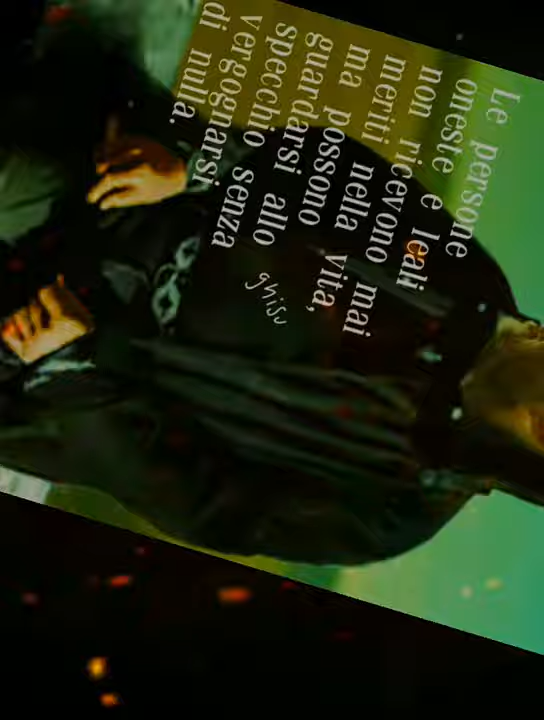 Le persone
oneste e leali
non ricevono mai
meriti nella vita,
ma possono
guardarsi allo
specchio senza
vergognarsi
di nulla.
ghisu